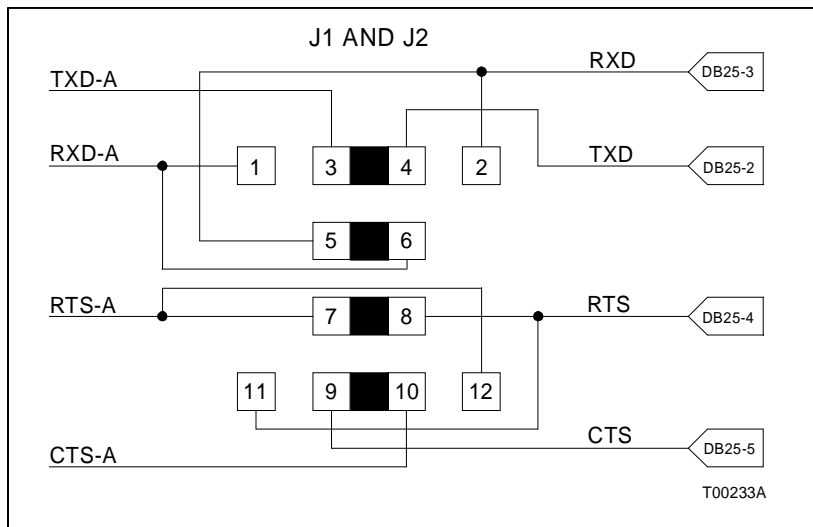 J1 AND J2
RXD
DB25-3
TXD-A
RXD-A
1
3
4
2
TXD
DB25-2
5
6
RTS-A
7
8
RTS
DB25-4
11
9
10
12
CTS-A
CTS
DB25-5
T00233A